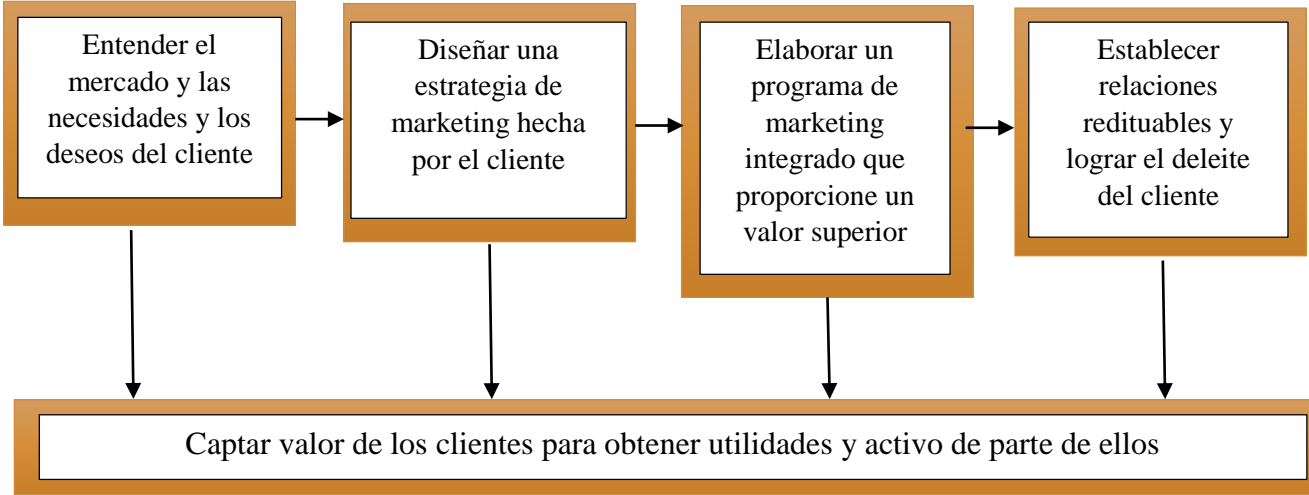 Entender el
mercado y las
necesidades y los
deseos del cliente
Diseñar una
estrategia de
marketing hecha
por el cliente
Elaborar un
programa de
marketing
integrado que
proporcione un
valor superior
Establecer
relaciones
redituables y
lograr el deleite
del cliente
Captar valor de los clientes para obtener utilidades y activo de parte de ellos